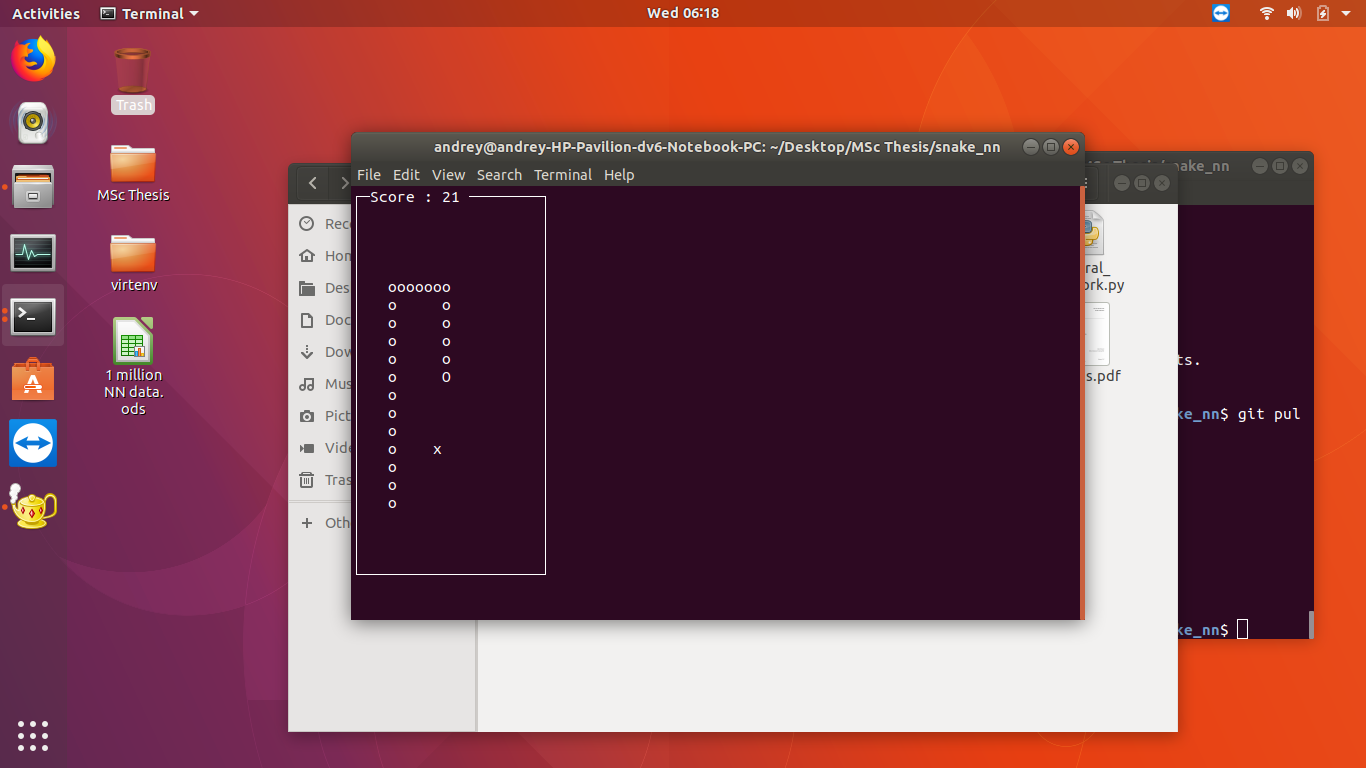 Activities
Terminal
Wed 06:18
Trash
MSc Thesis
virtenv
1 million
NN data.
ods
andrey@andrey-HP-Pavilion-dv6-Notebook-PC: ~/Desktop/MSc Thesis/snake_nn
File Edit View Search Terminal Help
Score : 21
ooooooo
o o
o o
o o
o o
o O
o
o
o
o x
o
o
o
Rece
Hom
Des
Doc
Dow
Mus
Pict
Vide
Tras
Oth
ral_
ork.py
s.pdf
Thesis/snake_nn
ts.
ke_nn$ git pul
ke_nn$